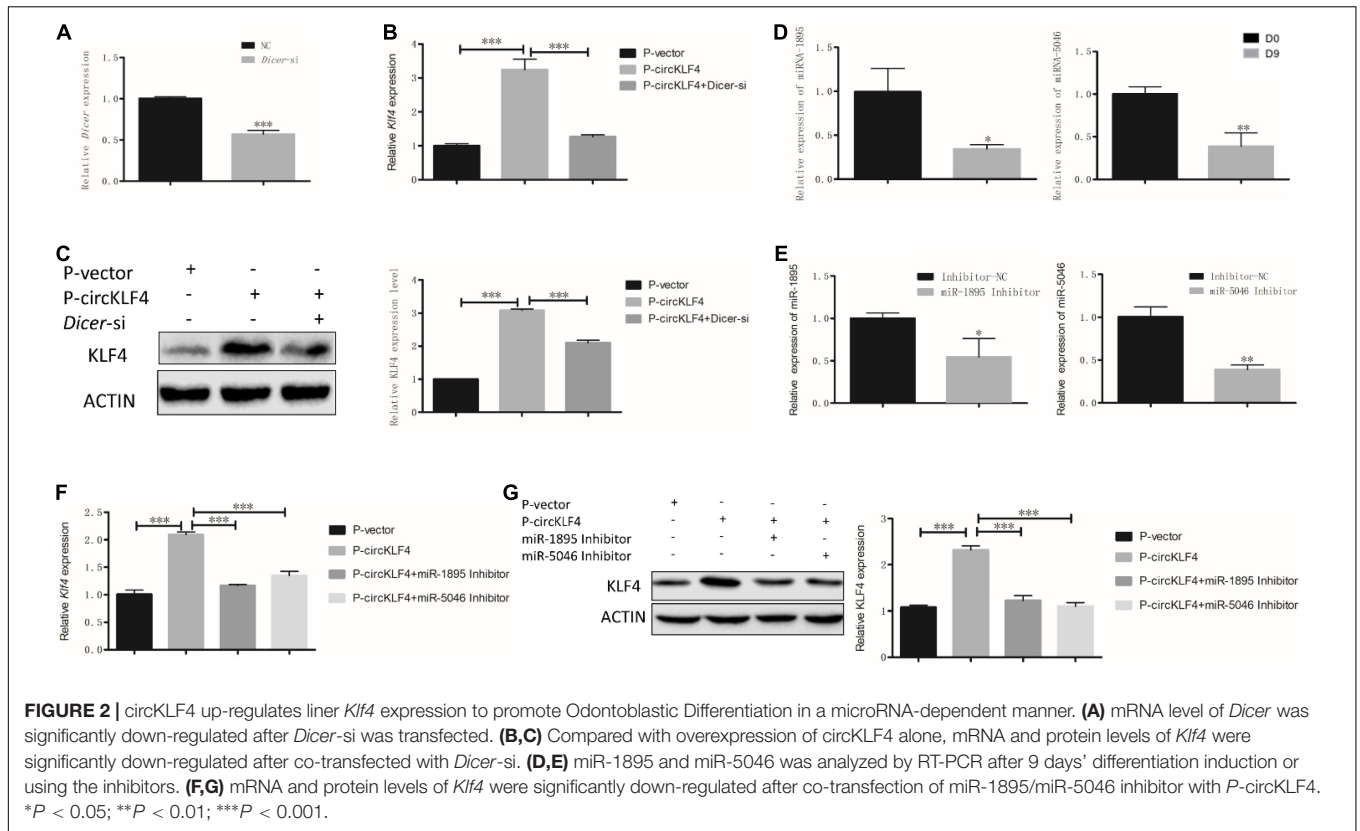 A
NC
Dicer-si
Relative Dicer expression
1.5
1.0
0.5
0.0
***
B
Relative Klf4 expression
4
3
2
1
0
***
***
P-vector
P-circKLF4
P-circKLF4+Dicer-si
D
Relative expression of miRNA-1895
1.5
1.0
0.5
0.0
*
Relative expression of miRNA-5046
1.5
1.0
0.5
0.0
**
D0
D9
C
P-vector + - -
P-circKLF4 - + +
Dicer-si - - +
KLF4
ACTIN
Relative KLF4 expression level
4
3
2
1
0
***
***
P-vector
P-circKLF4
P-circKLF4+Dicer-si
E
Relative expression of miR-1895
1.5
1.0
0.5
0.0
Inhibitor-NC
miR-1895 Inhibitor
*
Relative expression of miR-5046
1.5
1.0
0.5
0.0
Inhibitor-NC
miR-5046 Inhibitor
**
F
Relative Klf4 expression
2.5
2.0
1.5
1.0
0.5
0.0
***
***
***
P-vector
P-circKLF4
P-circKLF4+miR-1895 Inhibitor
P-circKLF4+miR-5046 Inhibitor
G
P-vector + - - -
P-circKLF4 - + + +
miR-1895 Inhibitor - - + -
miR-5046 Inhibitor - - - +
KLF4
ACTIN
Relative KLF4 expression
3
2
1
0
***
***
***
P-vector
P-circKLF4
P-circKLF4+miR-1895 Inhibitor
P-circKLF4+miR-5046 Inhibitor
FIGURE 2 | circKLF4 up-regulates liner Klf4 expression to promote Odontoblastic Differentiation in a microRNA-dependent manner. (A) mRNA level of Dicer was
significantly down-regulated after Dicer-si was transfected. (B,C) Compared with overexpression of circKLF4 alone, mRNA and protein levels of Klf4 were
significantly down-regulated after co-transfected with Dicer-si. (D,E) miR-1895 and miR-5046 was analyzed by RT-PCR after 9 days' differentiation induction or
using the inhibitors. (F,G) mRNA and protein levels of Klf4 were significantly down-regulated after co-transfection of miR-1895/miR-5046 inhibitor with P-circKLF4.
*P < 0.05; **P < 0.01; ***P < 0.001.